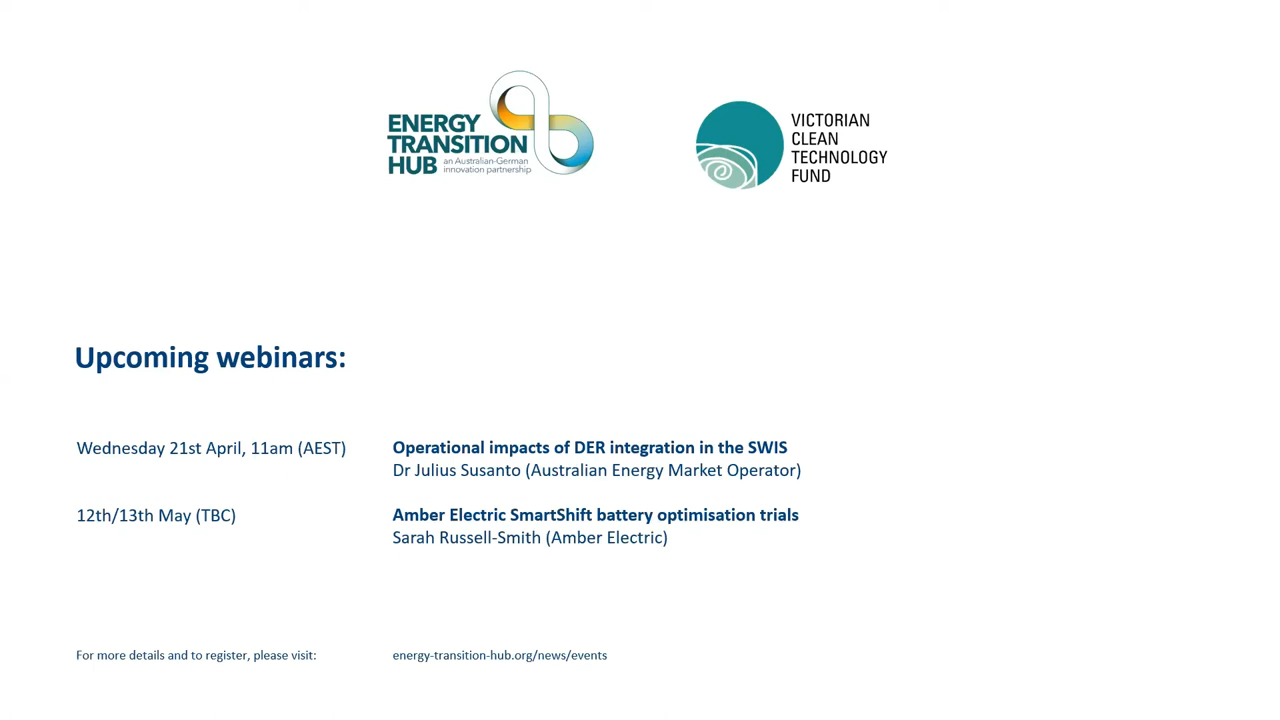 ENERGY
TRANSITION
HUB an Australian-German
innovation partnership
VICTORIAN
CLEAN
TECHNOLOGY
FUND
Upcoming webinars:
Wednesday 21st April, 11am (AEST) Operational impacts of DER integration in the SWIS
Dr Julius Susanto (Australian Energy Market Operator)
12th/13th May (TBC) Amber Electric SmartShift battery optimisation trials
Sarah Russell-Smith (Amber Electric)
For more details and to register, please visit: energy-transition-hub.org/news/events